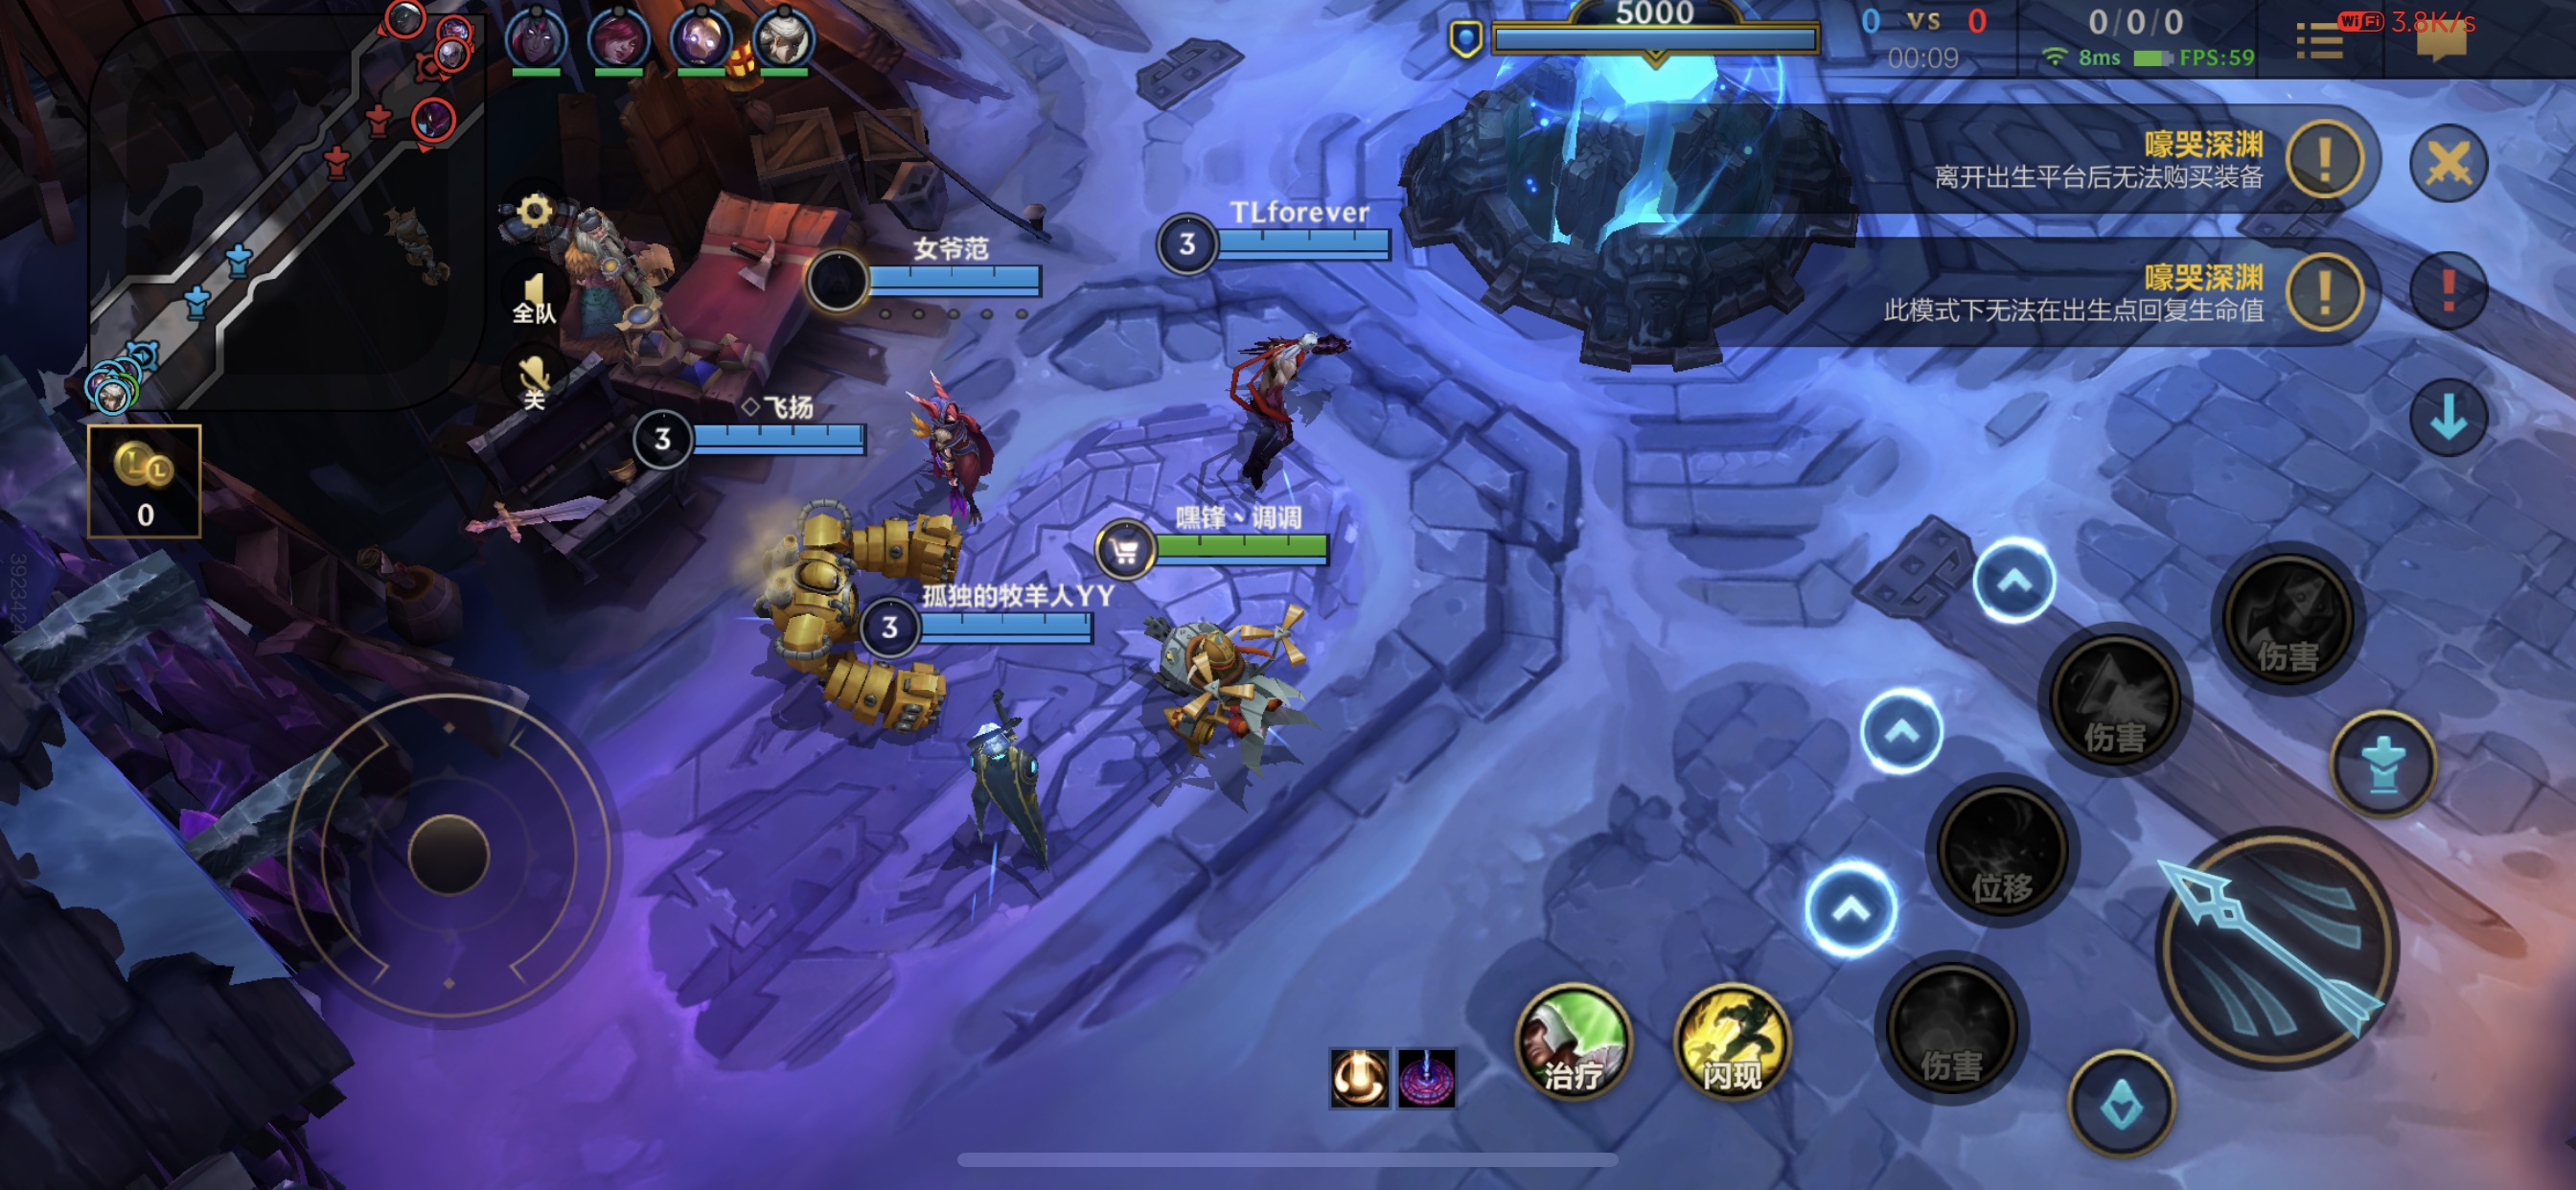 5000
0 VS 0
0/0/0
WiFi 3.8K/s
00:09
8ms
FPS:59
嚎哭深渊
离开出生平台后无法购买装备
嚎哭深渊
此模式下无法在出生点回复生命值
TLforever
3
女爷范
全队
关
◇飞扬
3
0
嘿锋丶调调
孤独的牧羊人YY
3
伤害
伤害
位移
伤害
治疗
闪现